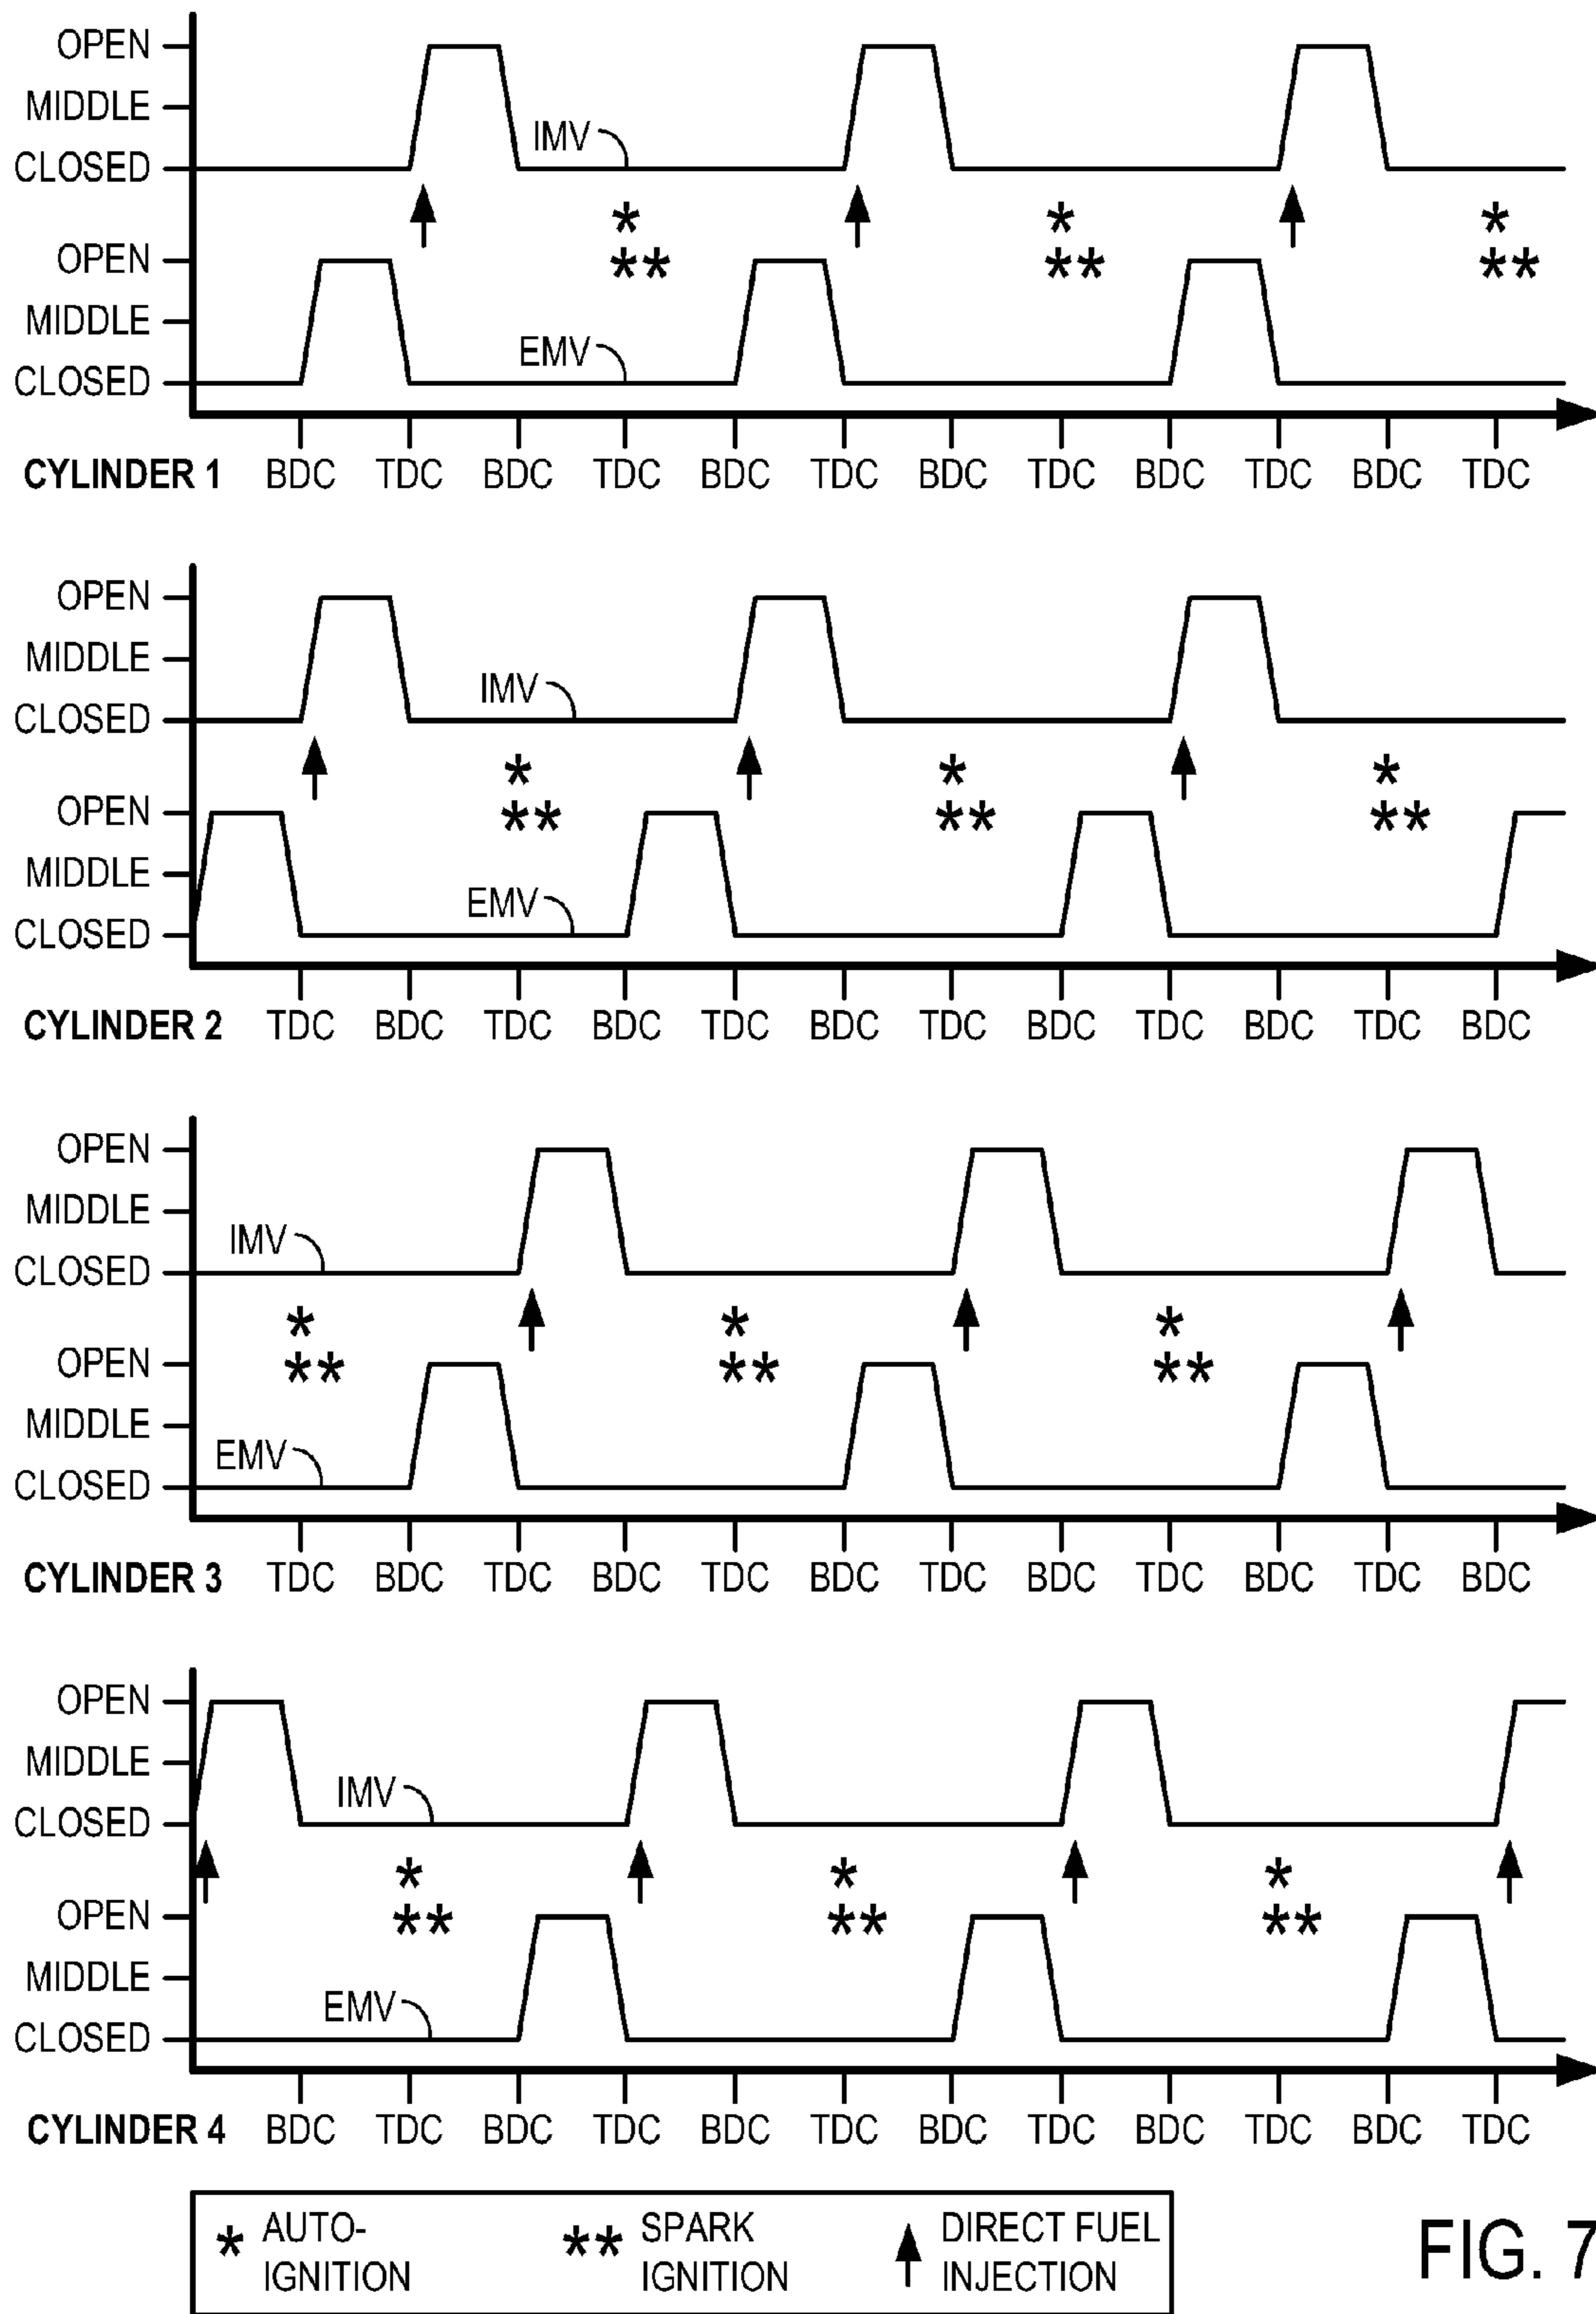 OPEN
MIDDLE
IMV
CLOSED
*
OPEN
**
MIDDLE
EMV
CLOSED
CYLINDER 1 BDC TDC BDC TDC BDC TDC BDC TDC BDC TDC BDC TDC
OPEN
MIDDLE
IMV
CLOSED
*
OPEN
**
MIDDLE
EMV
CLOSED
CYLINDER 2 TDC BDC TDC BDC TDC BDC TDC BDC TDC BDC TDC BDC
OPEN
MIDDLE
IMV
CLOSED
*
OPEN
**
MIDDLE
EMV
CLOSED
CYLINDER 3 TDC BDC TDC BDC TDC BDC TDC BDC TDC BDC TDC BDC
OPEN
MIDDLE
IMV
CLOSED
*
OPEN
**
MIDDLE
EMV
CLOSED
CYLINDER 4 BDC TDC BDC TDC BDC TDC BDC TDC BDC TDC BDC TDC
* AUTO-
IGNITION
** SPARK
IGNITION
DIRECT FUEL
INJECTION
FIG. 7